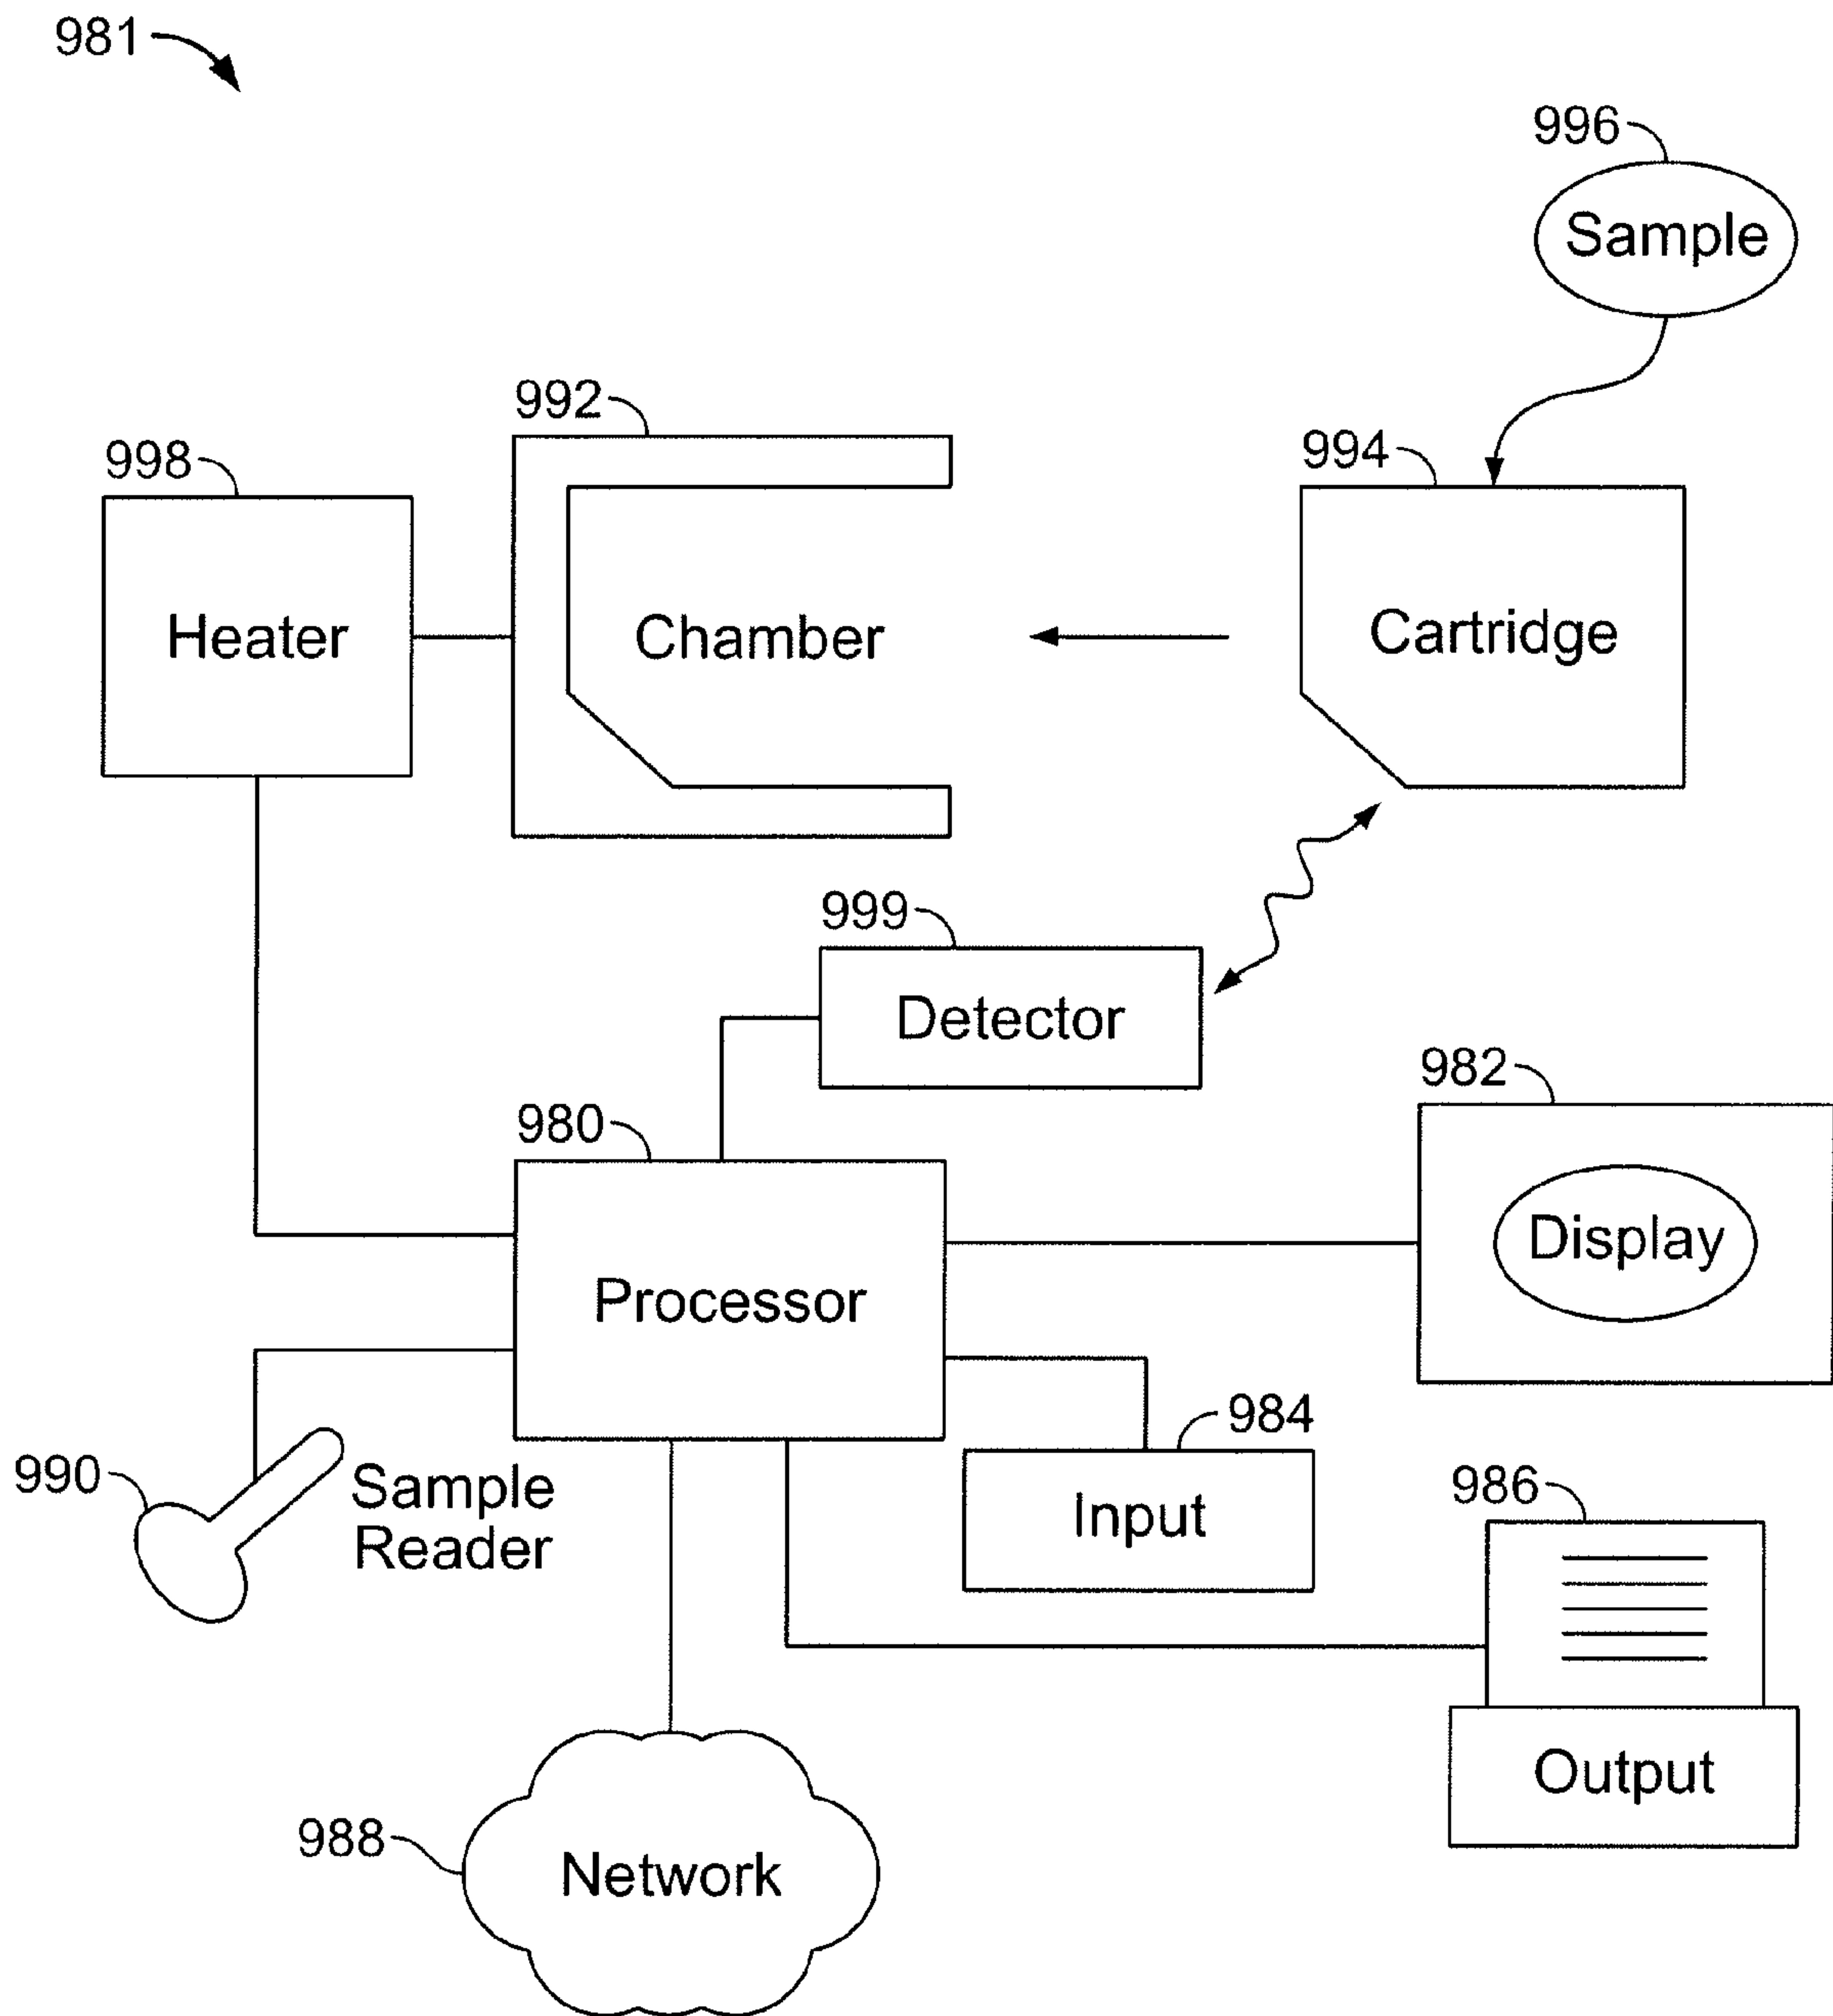 981
996
Sample
992
998
994
Heater
Chamber
Cartridge
999
Detector
982
980
Display
Processor
984
990
Sample
Reader
986
Input
Output
988
Network